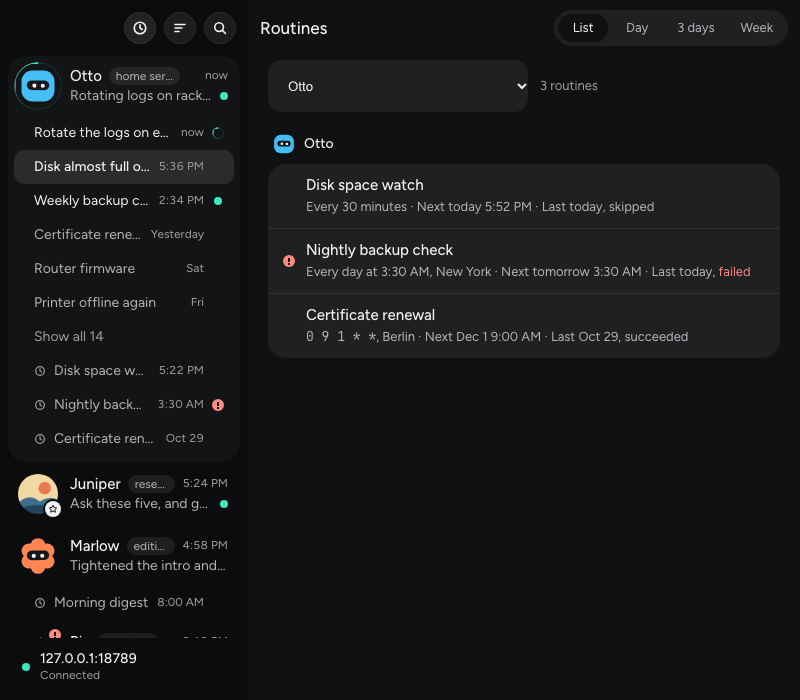 Otto home ser... now
Rotating logs on rack...
Rotate the logs on e... now
Disk almost full o... 5:36 PM
Weekly backup c... 2:34 PM
Certificate rene... Yesterday
Router firmware Sat
Printer offline again Fri
Show all 14
Disk space w... 5:22 PM
Nightly back... 3:30 AM
Certificate ren... Oct 29
Juniper rese... 5:24 PM
Ask these five, and g...
Marlow editi... 4:58 PM
Tightened the intro and...
Morning digest 8:00 AM
127.0.0.1:18789
Connected
Routines
List Day 3 days Week
Otto 3 routines
Otto
Disk space watch
Every 30 minutes · Next today 5:52 PM · Last today, skipped
Nightly backup check
Every day at 3:30 AM, New York · Next tomorrow 3:30 AM · Last today, failed
Certificate renewal
0 9 1 * *, Berlin · Next Dec 1 9:00 AM · Last Oct 29, succeeded